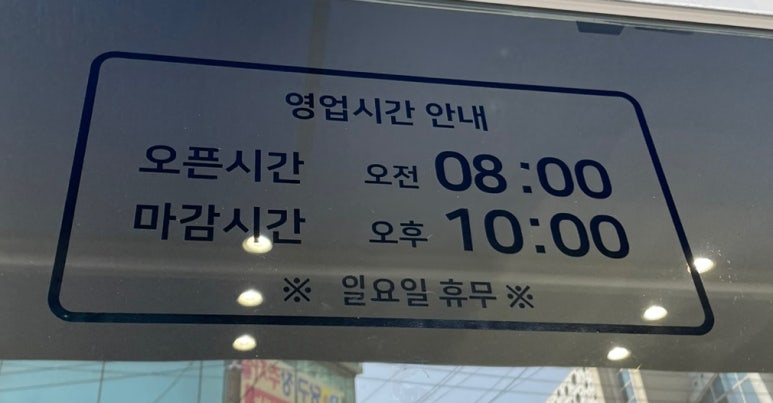 영업시간 안내
오픈시간 오전 08:00
마감시간 오후 10:00
※ 일요일 휴무 ※